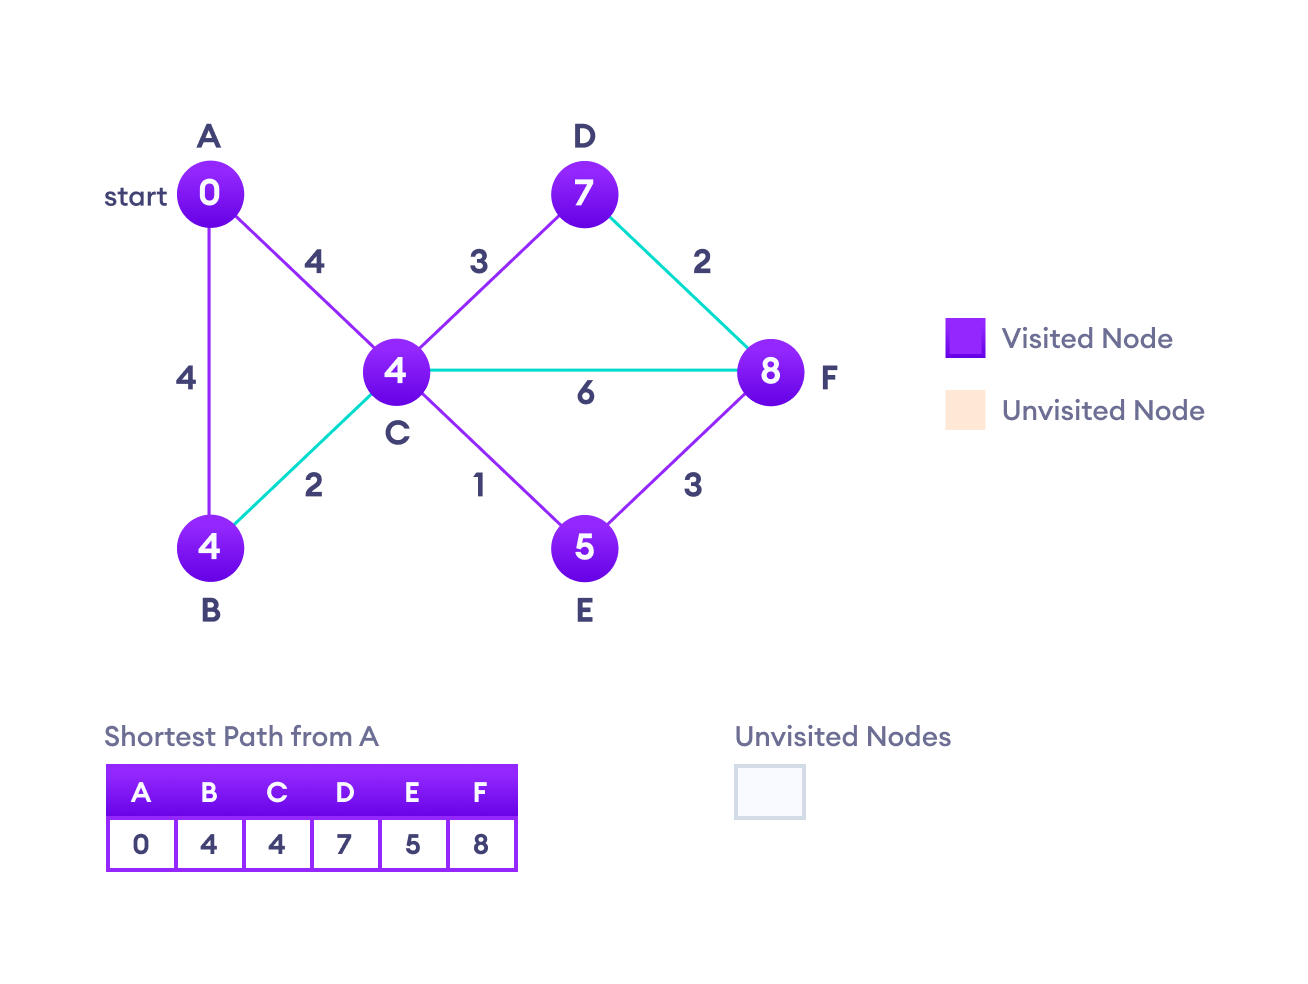 A
D
start
0
7
4
3
2
4
4
8
F
6
C
2
1
3
4
5
B
E
Visited Node
Unvisited Node
Shortest Path from A
A B C D E F
0 4 4 7 5 8
Unvisited Nodes